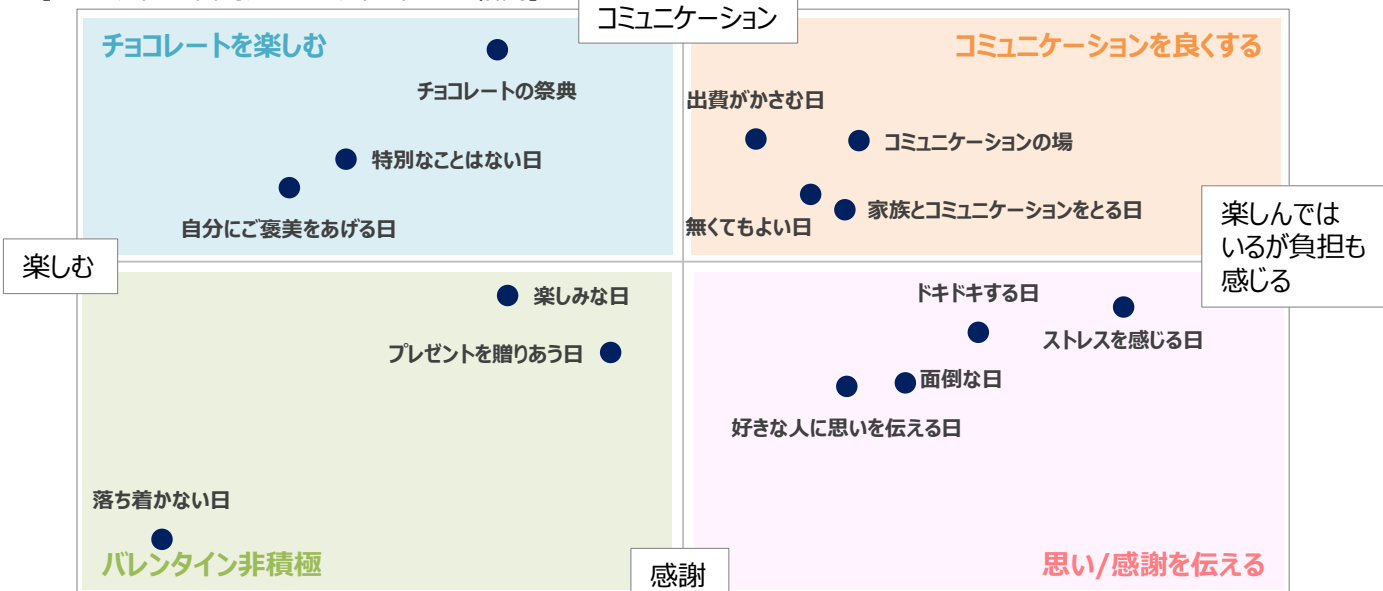 コミュニケーション
チョコレートを楽しむ
コミュニケーションを良くする
チョコレートの祭典
出費がかさむ日
コミュニケーションの場
特別なことはない日
自分にご褒美をあげる日
無くてもよい日
家族とコミュニケーションをとる日
楽しむ
楽しんでは
いるが負担も
感じる
楽しみな日
ドキドキする日
ストレスを感じる日
プレゼントを贈りあう日
面倒な日
好きな人に思いを伝える日
落ち着かない日
バレンタイン非積極
感謝
思い/感謝を伝える